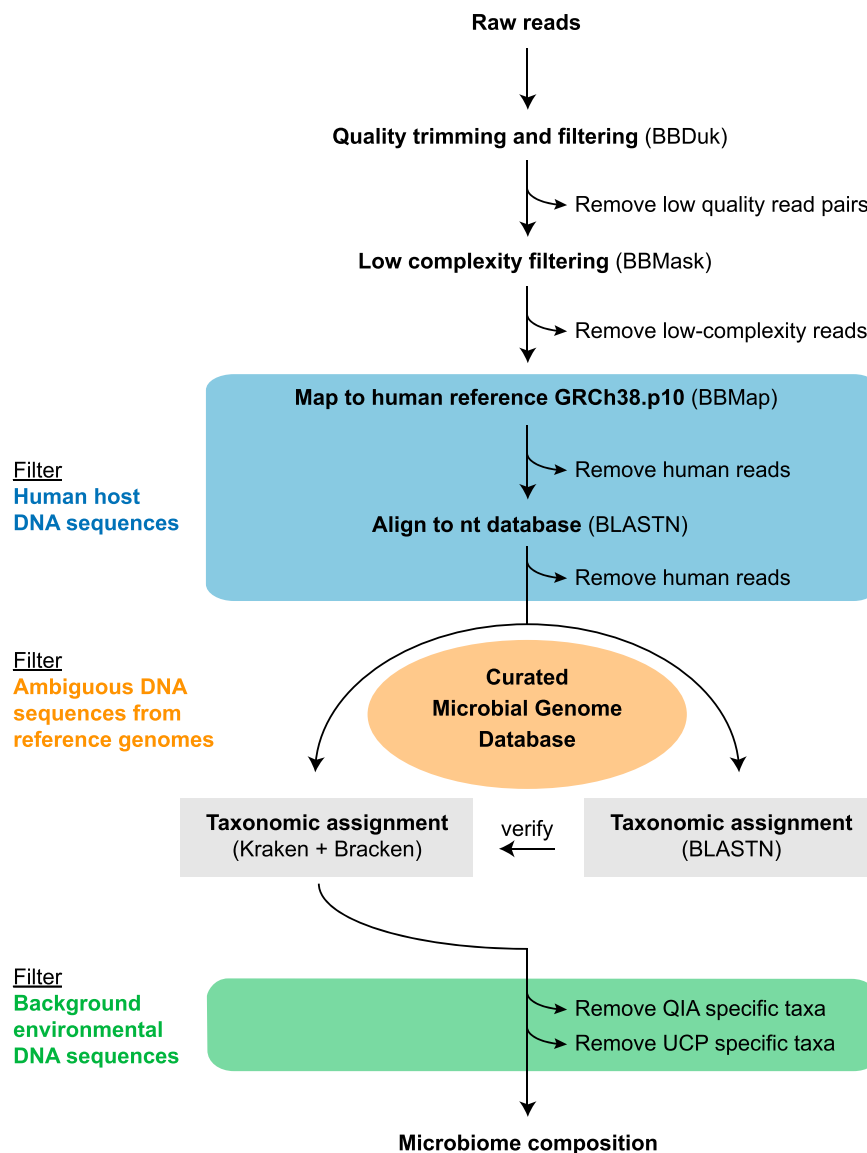 Raw reads
Quality trimming and filtering (BBDuk)
Remove low quality read pairs
Low complexity filtering (BBMask)
Remove low-complexity reads
Map to human reference GRCh38.p10 (BBMap)
Filter
Human host
DNA sequences
Remove human reads
Align to nt database (BLASTN)
Remove human reads
Filter
Ambiguous DNA
sequences from
reference genomes
Curated
Microbial Genome
Database
Taxonomic assignment
(Kraken + Bracken)
verify
Taxonomic assignment
(BLASTN)
Filter
Background
environmental
DNA sequences
Remove QIA specific taxa
Remove UCP specific taxa
Microbiome composition